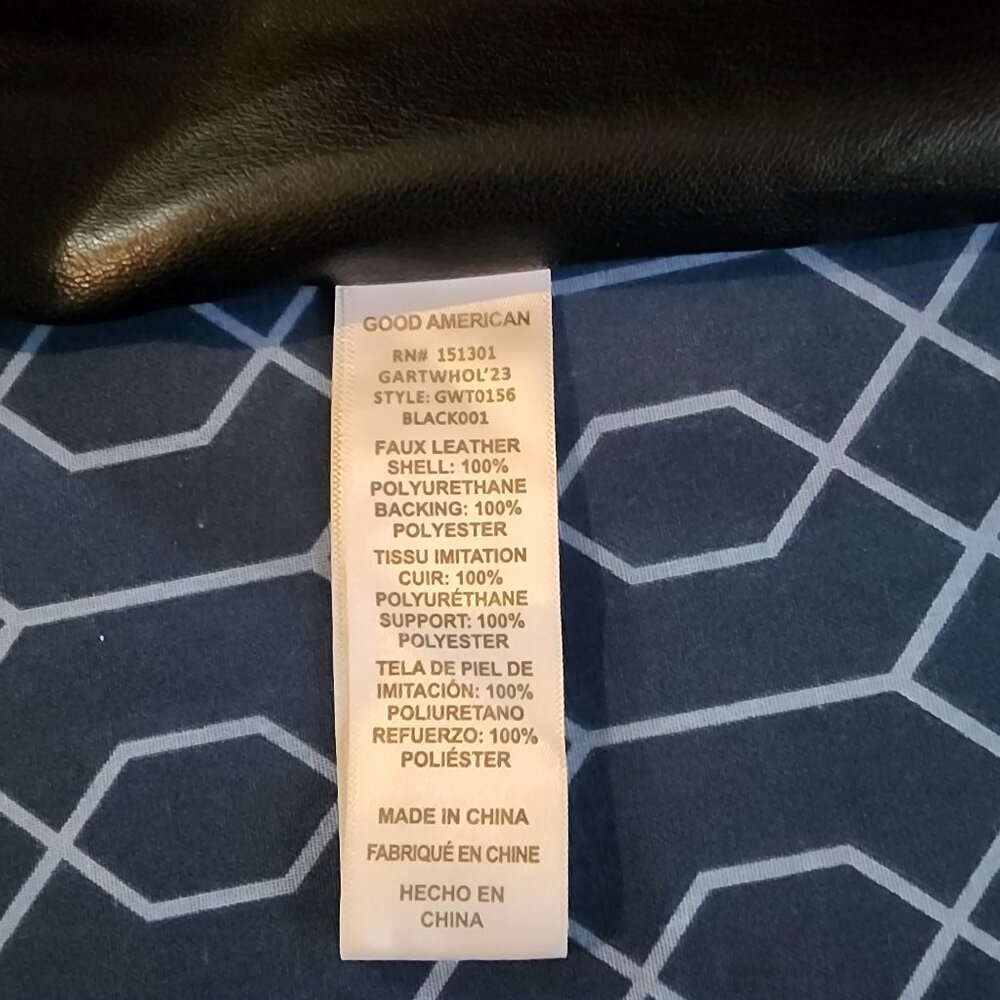 GOOD AMERICAN
RN# 151301
GARTWHOL'23
STYLE: GWT0156
BLACK001
FAUX LEATHER
SHELL: 100%
POLYURETHANE
BACKING: 100%
POLYESTER
TISSU IMITATION
CUIR: 100%
POLYURÉTHANE
SUPPORT: 100%
POLYESTER
TELA DE PIEL DE
IMITACIÓN: 100%
POLIURETANO
REFUERZO: 100%
POLIÉSTER
MADE IN CHINA
FABRIQUÉ EN CHINE
HECHO EN
CHINA